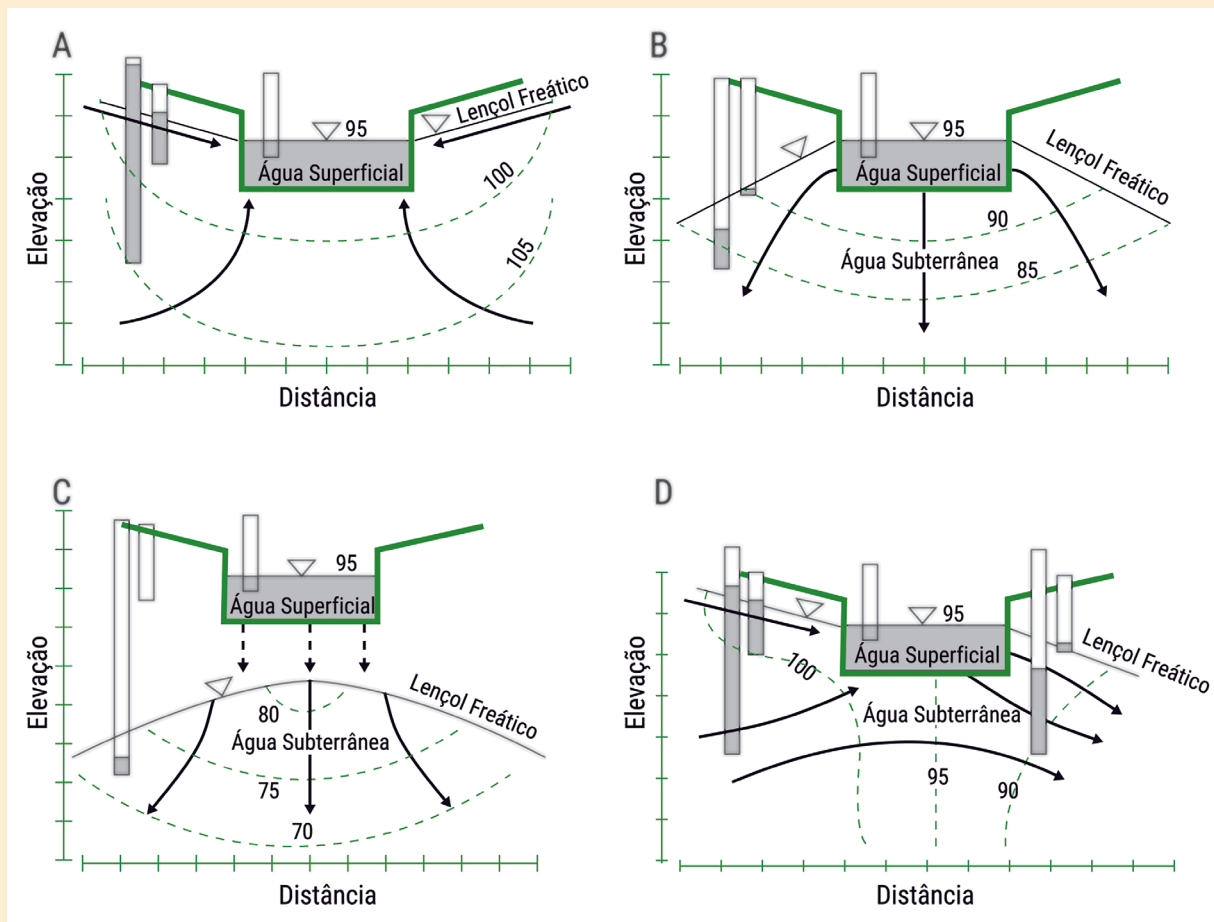 A
Elevação
95
Lençol Freático
Água Superficial
100
105
Distância
B
Elevação
95
Lençol Freático
Água Superficial
90
Água Subterrânea
85
Distância
C
Elevação
95
Água Superficial
Lençol Freático
80
Água Subterrânea
75
70
Distância
D
Elevação
95
Lençol Freático
Água Superficial
100
Água Subterrânea
95
90
Distância